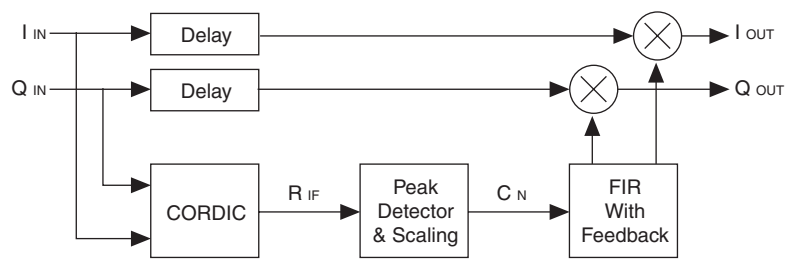 I IN
Delay
I OUT
Q IN
Delay
Q OUT
CORDIC
R IF
Peak
Detector
& Scaling
C N
FIR
With
Feedback